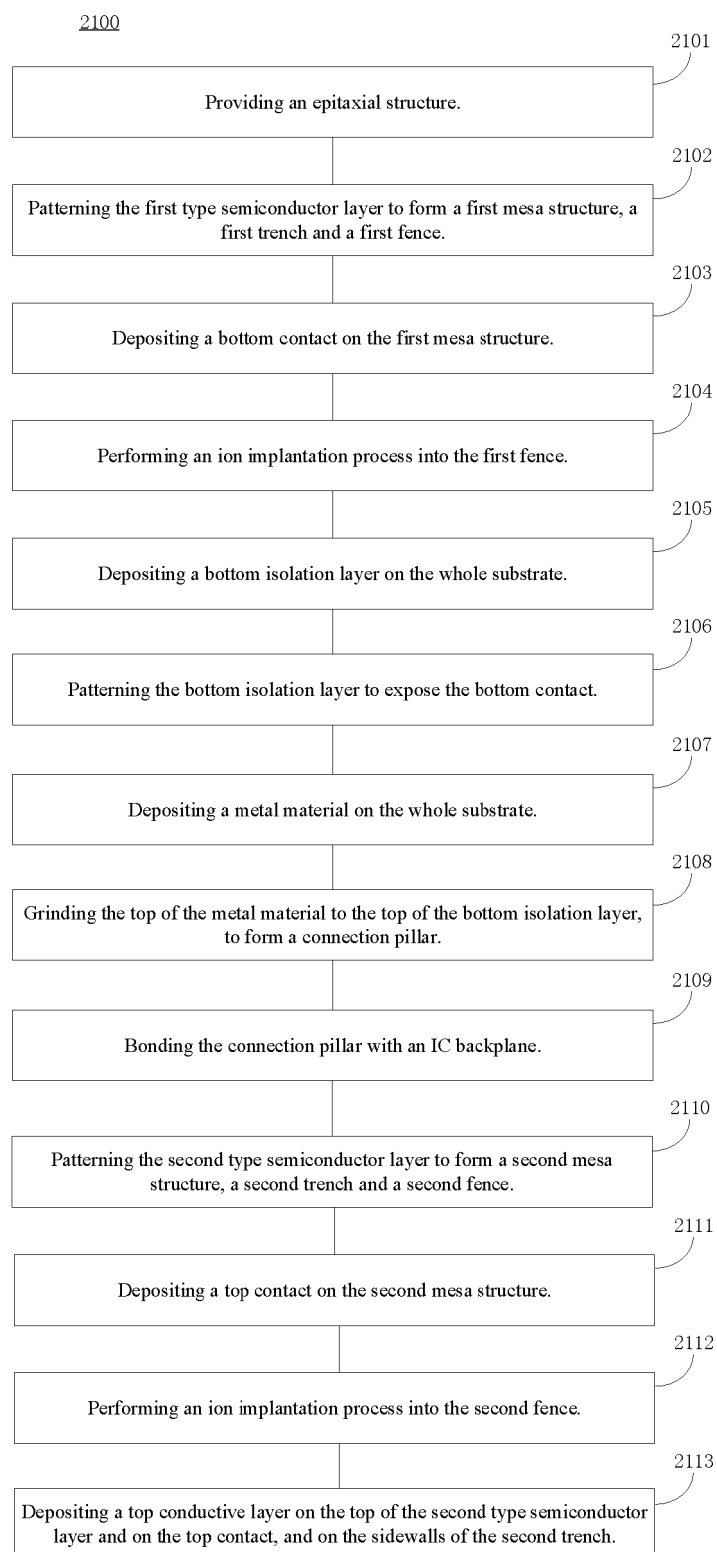 2100
2101
Providing an epitaxial structure.
2102
Patterning the first type semiconductor layer to form a first mesa structure, a
first trench and a first fence.
2103
Depositing a bottom contact on the first mesa structure.
2104
Performing an ion implantation process into the first fence.
2105
Depositing a bottom isolation layer on the whole substrate.
2106
Patterning the bottom isolation layer to expose the bottom contact.
2107
Depositing a metal material on the whole substrate.
2108
Grinding the top of the metal material to the top of the bottom isolation layer,
to form a connection pillar.
2109
Bonding the connection pillar with an IC backplane.
2110
Patterning the second type semiconductor layer to form a second mesa
structure, a second trench and a second fence.
2111
Depositing a top contact on the second mesa structure.
2112
Performing an ion implantation process into the second fence.
2113
Depositing a top conductive layer on the top of the second type semiconductor
layer and on the top contact, and on the sidewalls of the second trench.